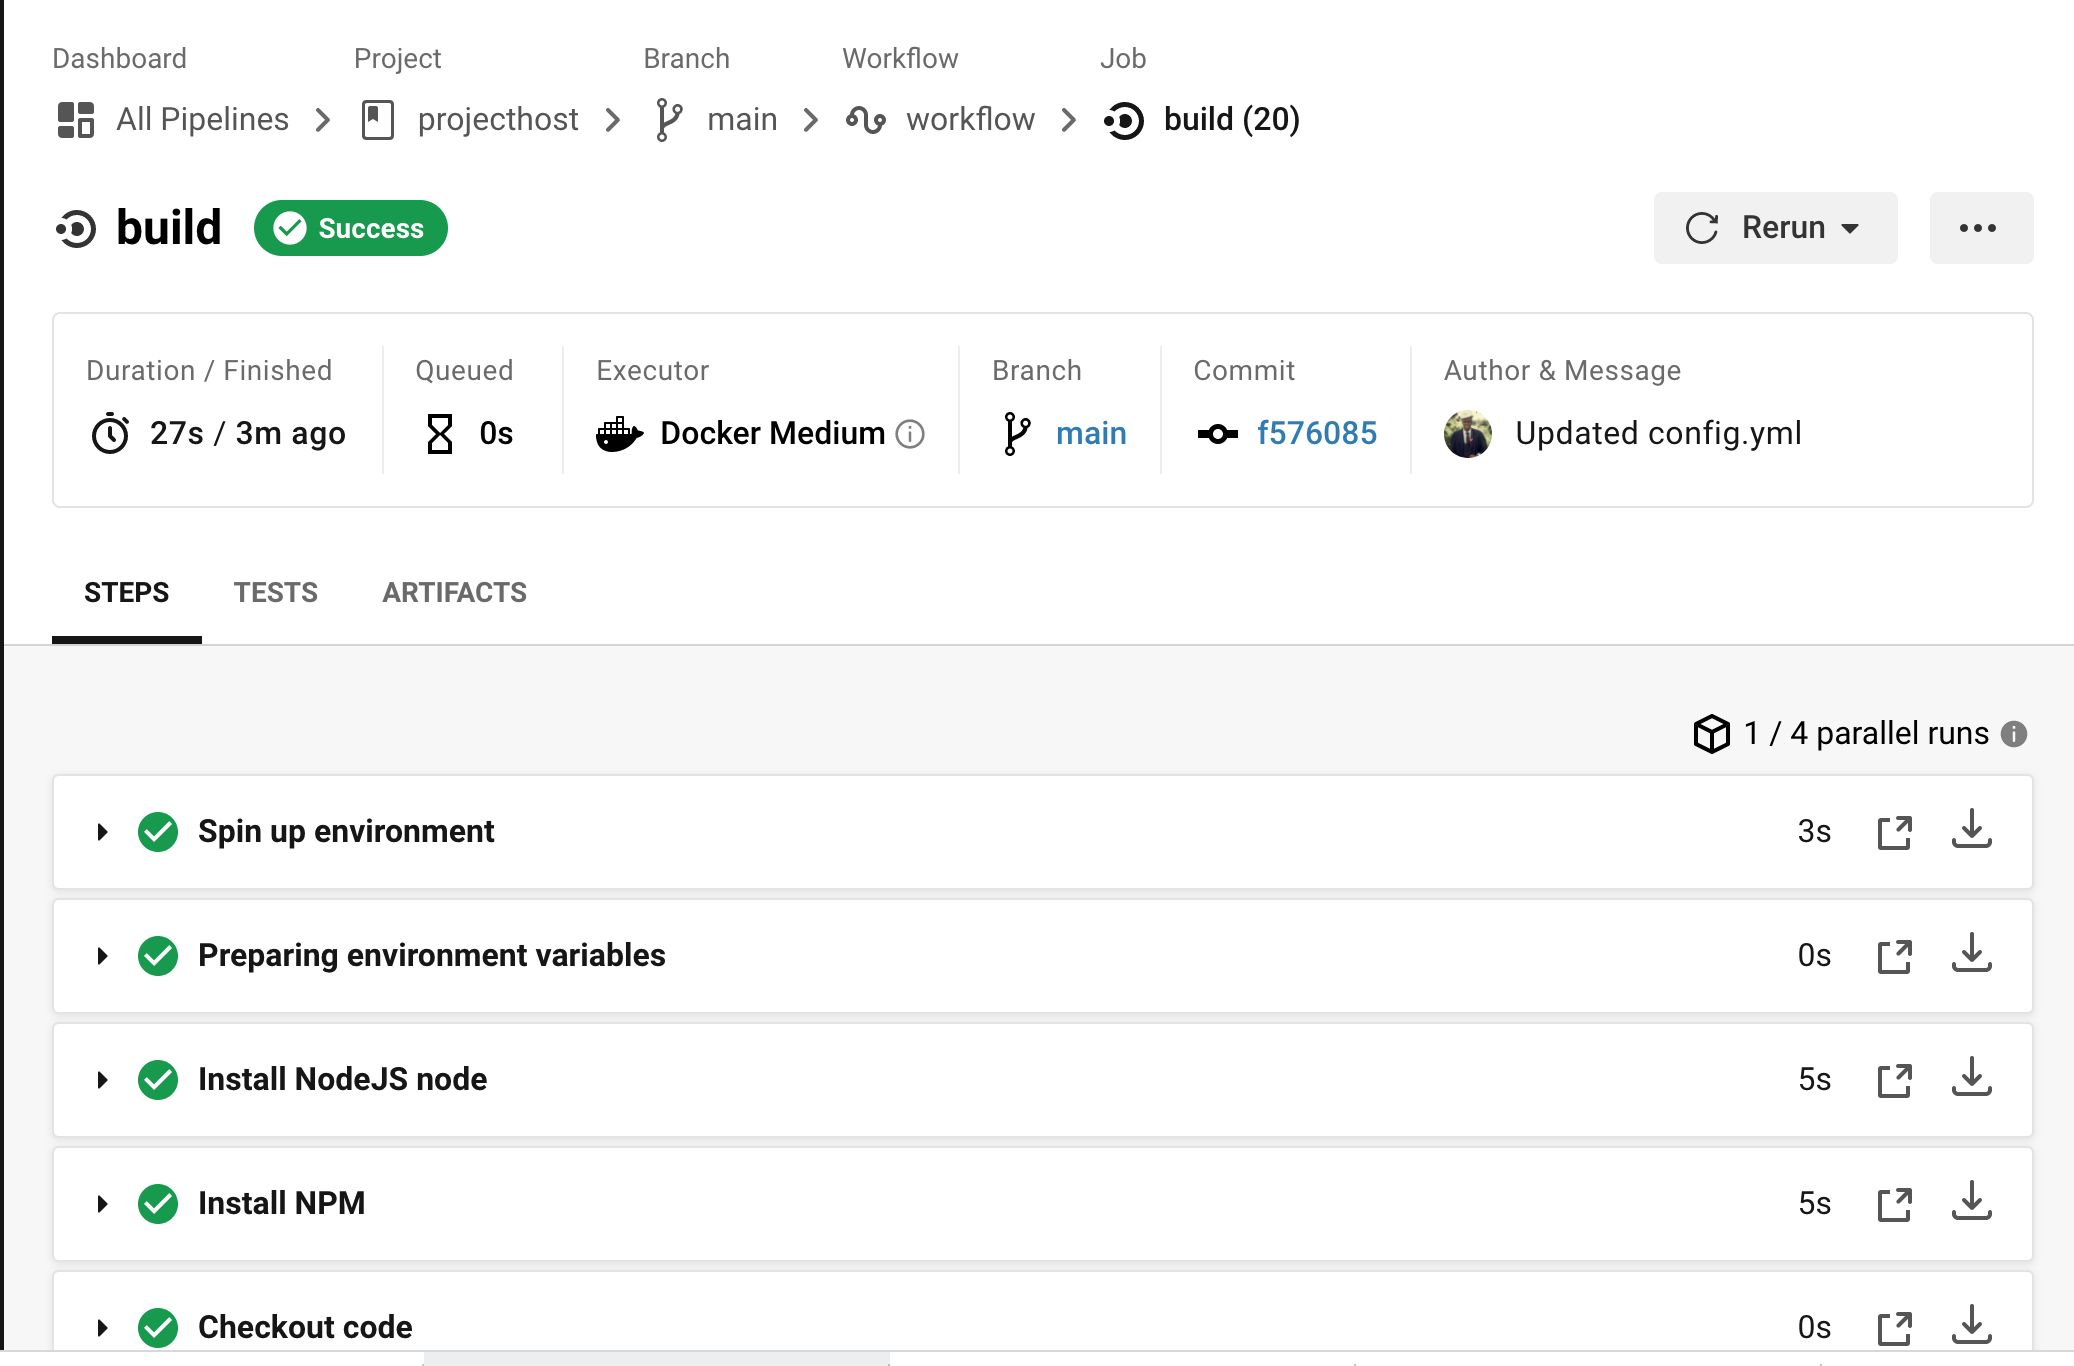 Dashboard Project Branch Workflow Job
All Pipelines projecthost main workflow build (20)
build Success Rerun
Duration / Finished Queued Executor Branch Commit Author & Message
27s / 3m ago 0s Docker Medium main f576085 Updated config.yml
STEPS TESTS ARTIFACTS
1 / 4 parallel runs
Spin up environment 3s
Preparing environment variables 0s
Install NodeJS node 5s
Install NPM 5s
Checkout code 0s